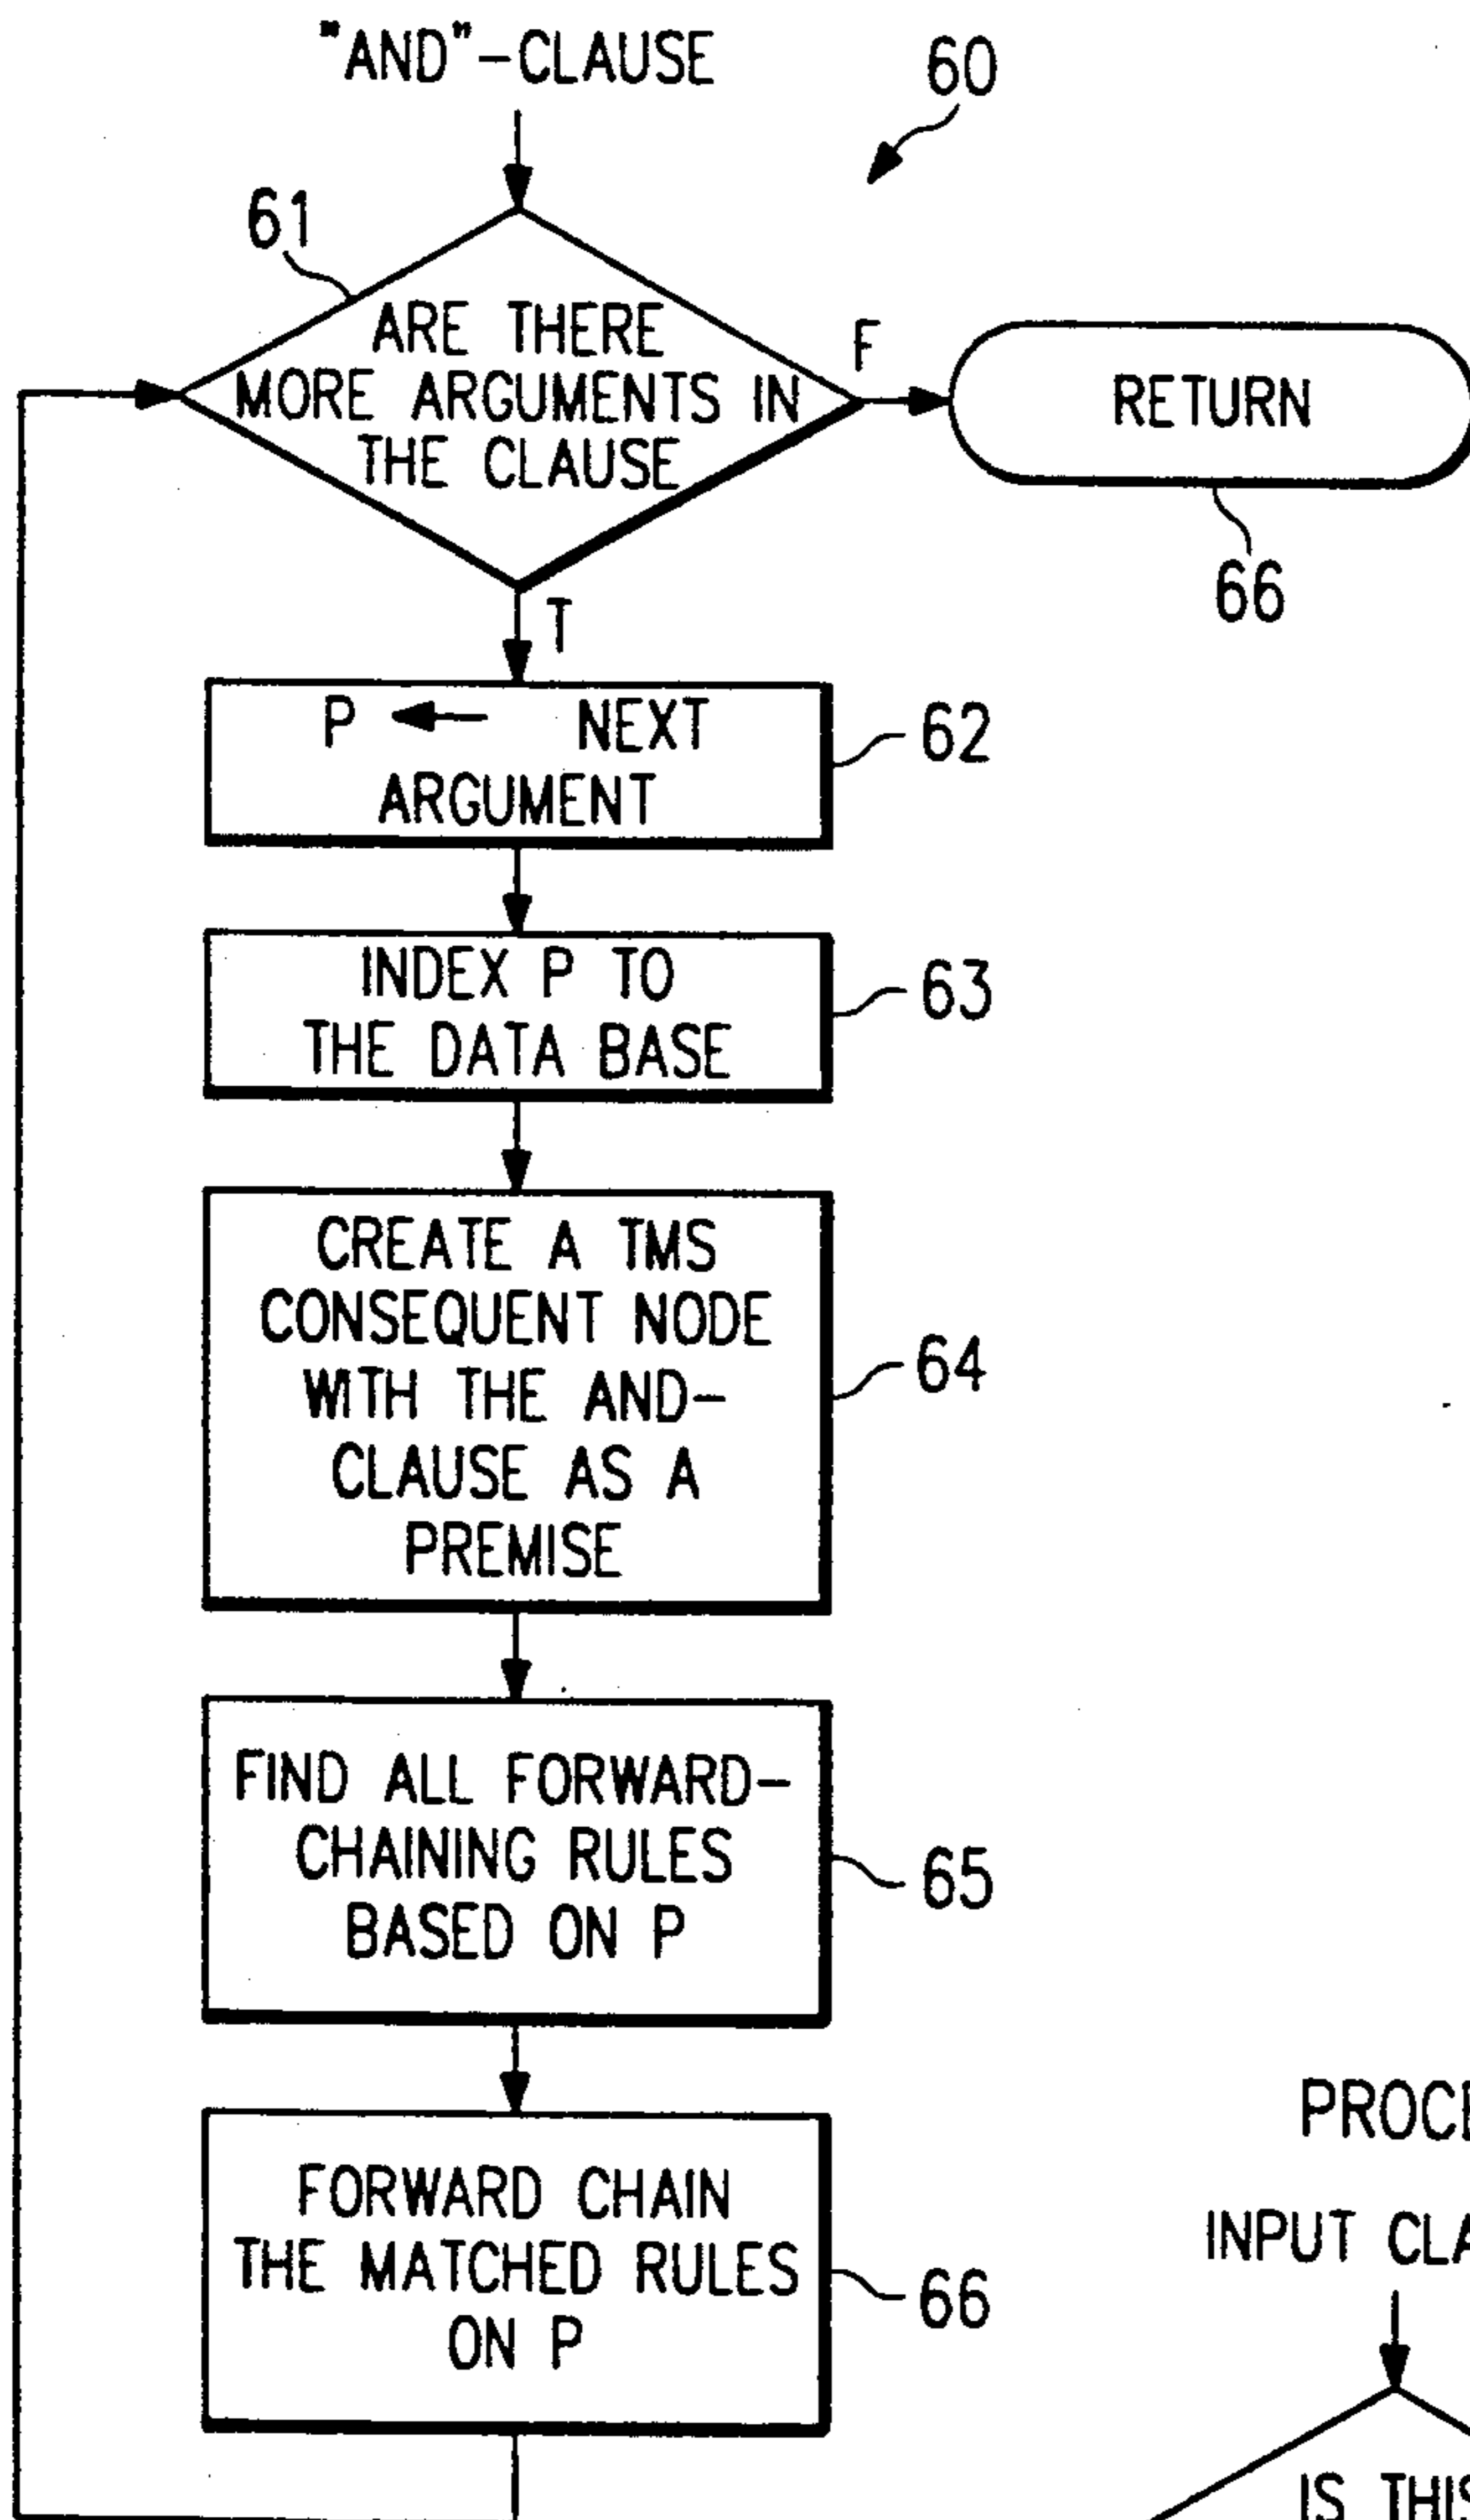 "AND"-CLAUSE
60
61
ARE THERE
MORE ARGUMENTS IN
THE CLAUSE
F
RETURN
66
T
P ← NEXT
ARGUMENT
62
INDEX P TO
THE DATA BASE
63
CREATE A TMS
CONSEQUENT NODE
WITH THE AND-
CLAUSE AS A
PREMISE
64
FIND ALL FORWARD-
CHAINING RULES
BASED ON P
65
FORWARD CHAIN
THE MATCHED RULES
ON P
66
INPUT
IS THIS